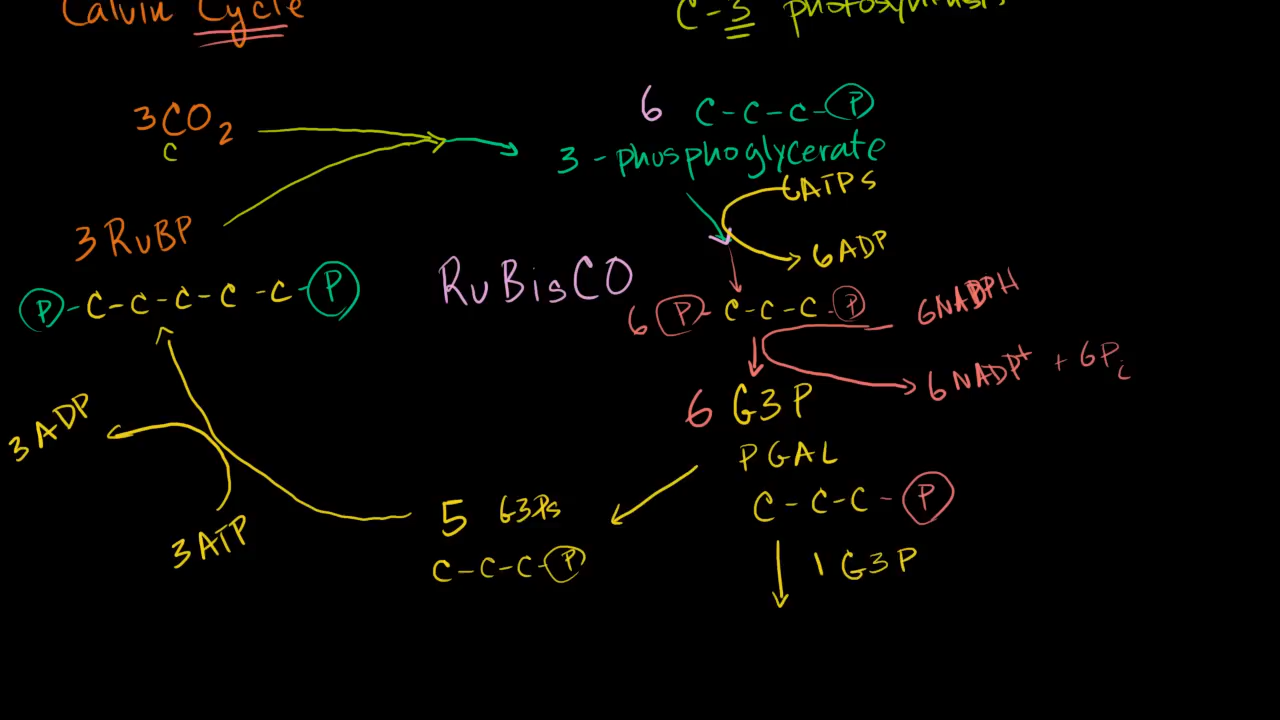 Calvin Cycle
C-3 photosynthesis
3CO2
C
6 C-C-C-P
3-phosphoglycerate
6ATPS
6ADP
3RuBP
P-C-C-C-C-C-P
RuBisCO
6 P-C-C-C-P
6NADPH
6NADP+ + 6Pi
6 G3P
PGAL
C-C-C-P
3ADP
3ATP
5 G3Ps
C-C-C-P
1 G3P